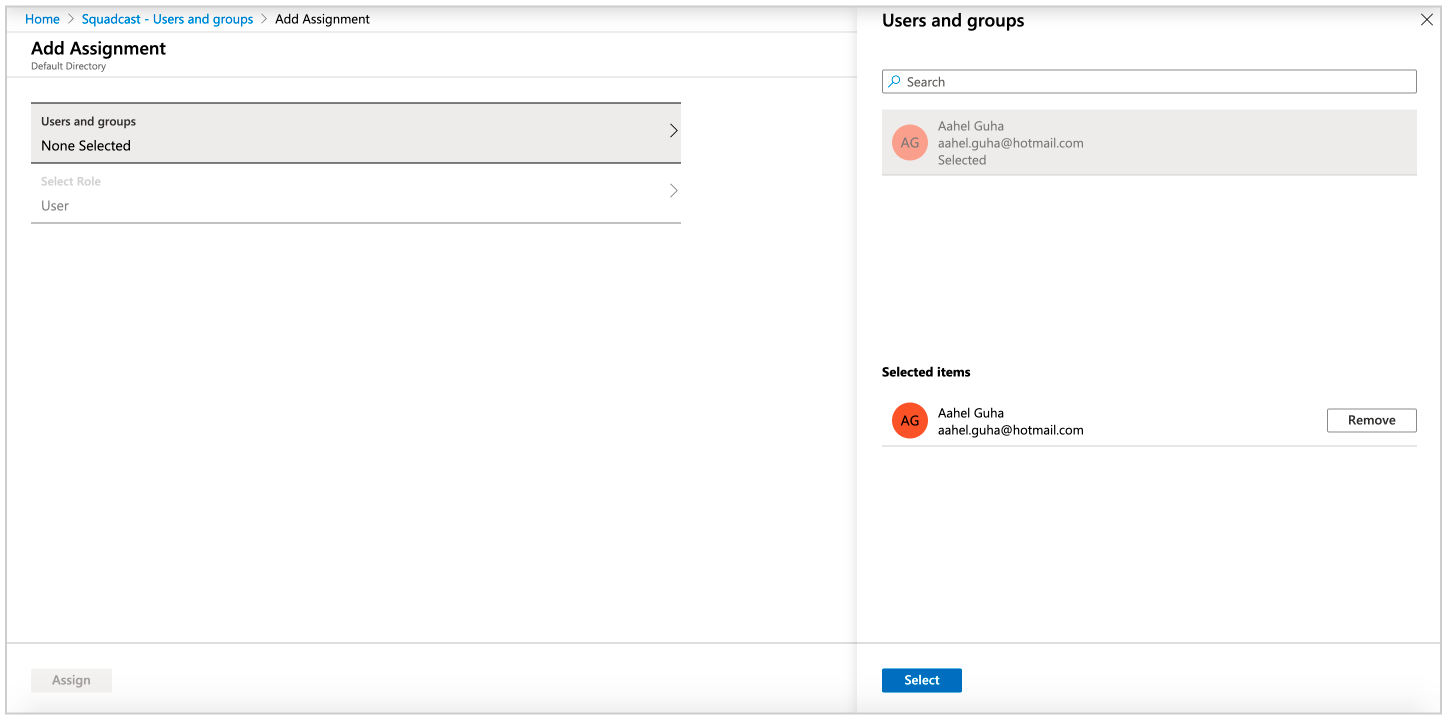 Home > Squadcast - Users and groups > Add Assignment
Add Assignment
Default Directory
Users and groups
None Selected
Select Role
User
Assign
Users and groups
Search
AG
Aahel Guha
aahel.guha@hotmail.com
Selected
Selected items
AG
Aahel Guha
aahel.guha@hotmail.com
Remove
Select